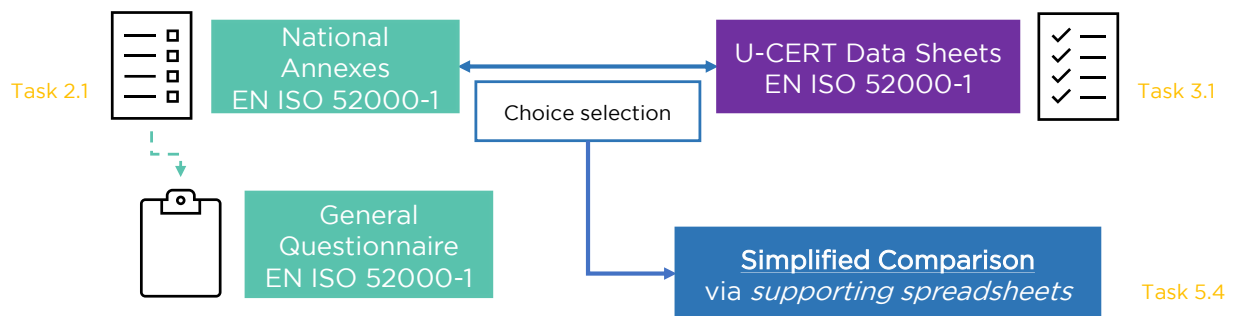 Task 2.1
National
Annexes
EN ISO 52000-1
U-CERT Data Sheets
EN ISO 52000-1
Task 3.1
Choice selection
General
Questionnaire
EN ISO 52000-1
Simplified Comparison
via supporting spreadsheets
Task 5.4